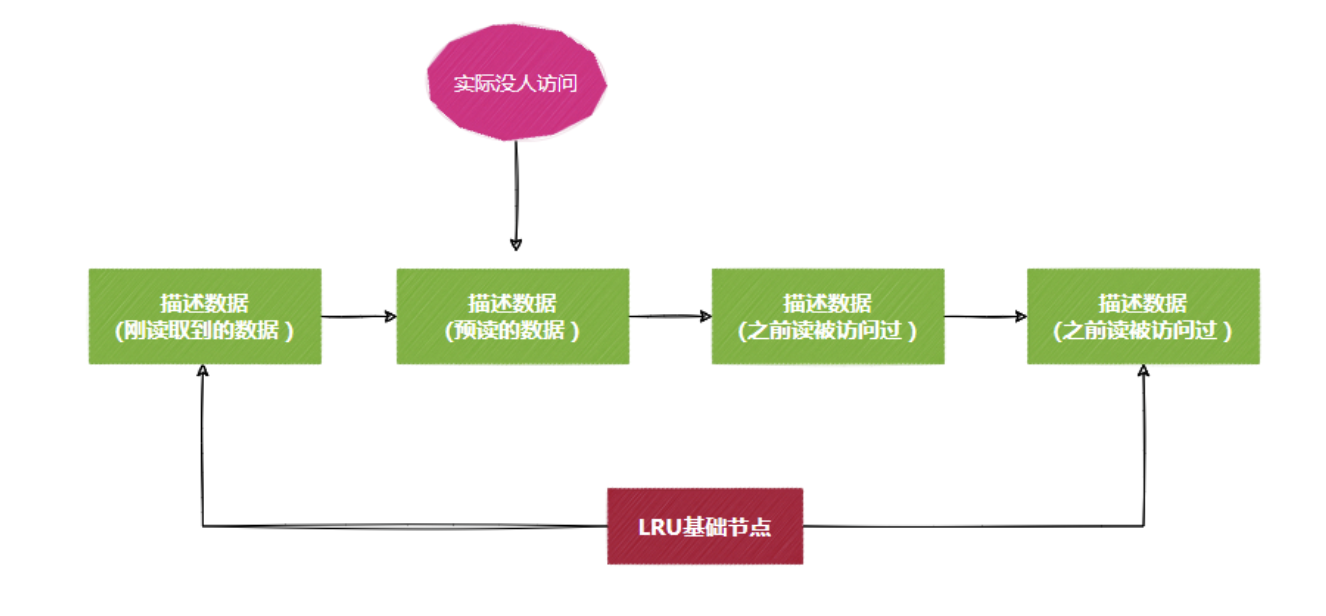 实际没人访问
描述数据
(刚读取到的数据）
描述数据
(预读的数据）
描述数据
(之前读被访问过）
描述数据
(之前读被访问过）
LRU基础节点